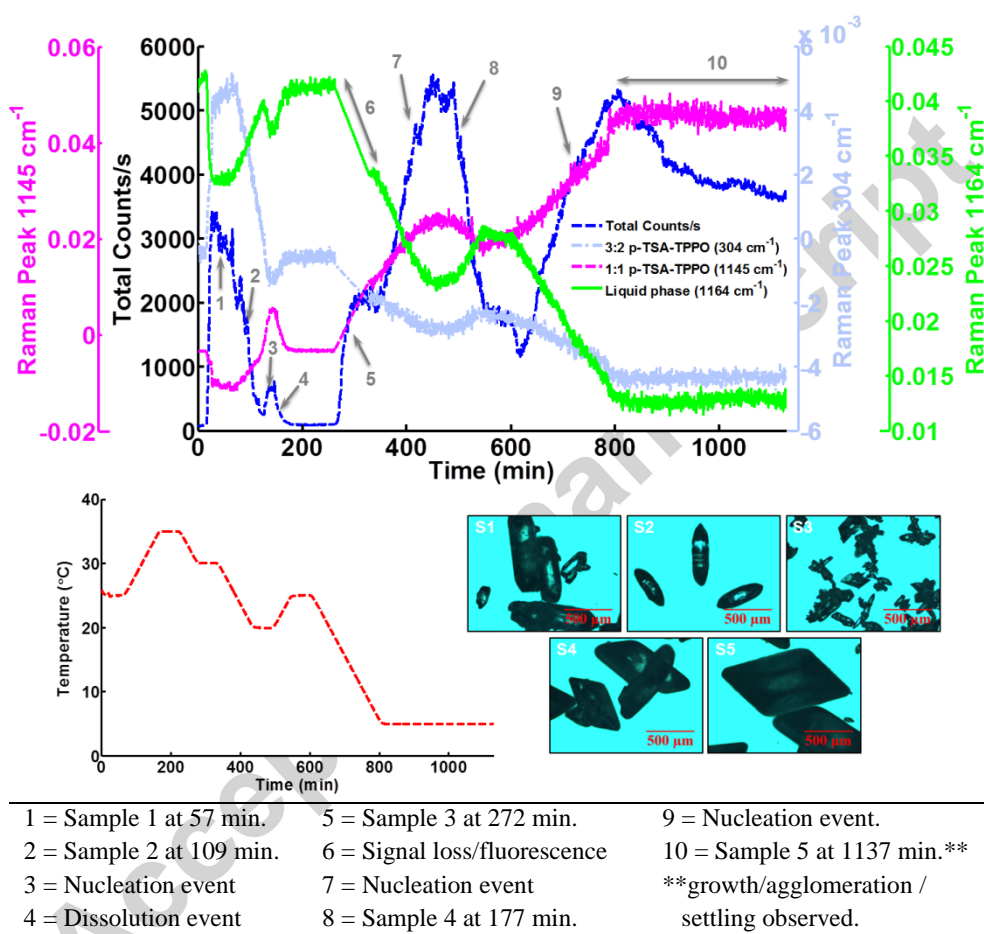 0.06
6000
x 10⁻³
6
0.045
0.04
5000
4
0.04
4000
2
0.035
0.02
3000
0
0.03
2000
-2
0.025
0
1000
-4
0.02
0.015
-0.02
0
-6
0.01
0
200
400
600
800
1000
Time (min)
Raman Peak 1145 cm⁻¹
Total Counts/s
Raman Peak 304 cm⁻¹
Raman Peak 1164 cm⁻¹
1
2
3
4
5
6
7
8
9
10
Total Counts/s
3:2 p-TSA-TPPO (304 cm⁻¹)
1:1 p-TSA-TPPO (1145 cm⁻¹)
Liquid phase (1164 cm⁻¹)
40
30
20
10
0
Temperature (°C)
0
200
400
600
800
1000
Time (min)
S1
500 µm
S2
500 µm
S3
500 µm
S4
500 µm
S5
500 µm
1 = Sample 1 at 57 min.
5 = Sample 3 at 272 min.
9 = Nucleation event.
2 = Sample 2 at 109 min.
6 = Signal loss/fluorescence
10 = Sample 5 at 1137 min.**
3 = Nucleation event
7 = Nucleation event
**growth/agglomeration /
4 = Dissolution event
8 = Sample 4 at 177 min.
settling observed.